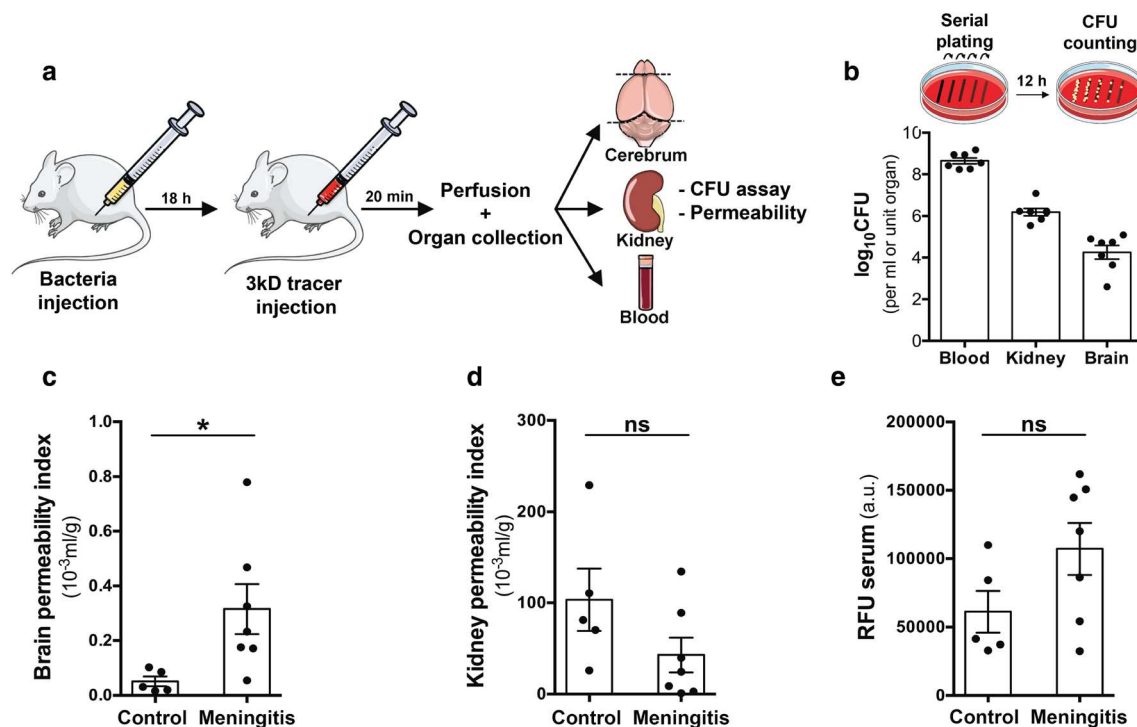 a
18 h
20 min
Bacteria
injection
3kD tracer
injection
Perfusion
+
Organ collection
Cerebrum
Kidney
Blood
- CFU assay
- Permeability
b
Serial
plating
12 h
CFU
counting
log10CFU
(per ml or unit organ)
10
8
6
4
2
0
Blood
Kidney
Brain
c
Brain permeability index
(10-3ml/g)
1.0
0.8
0.6
0.4
0.2
0.0
*
Control
Meningitis
d
Kidney permeability index
(10-3ml/g)
300
200
100
0
ns
Control
Meningitis
e
RFU serum (a.u.)
200000
150000
100000
50000
0
ns
Control
Meningitis